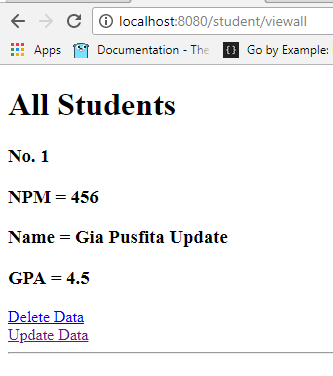 localhost:8080/student/viewall
Apps Documentation - The Go by Example:
All Students
No. 1
NPM = 456
Name = Gia Pusfita Update
GPA = 4.5
Delete Data
Update Data